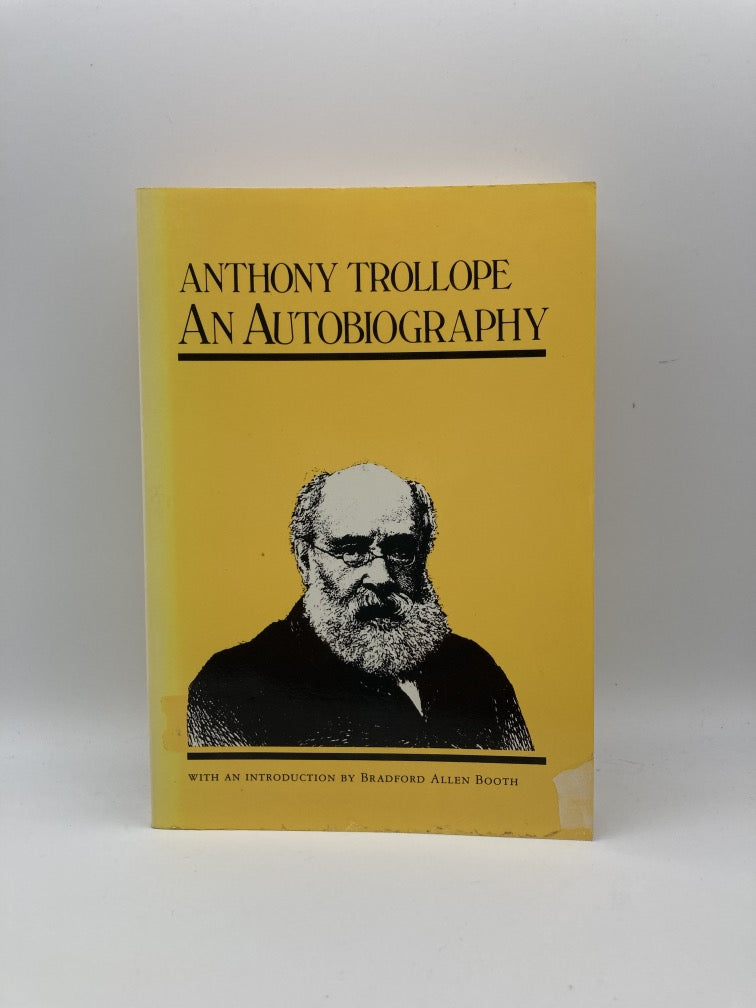 ANTHONY TROLLOPE
AN AUTOBIOGRAPHY
WITH AN INTRODUCTION BY BRADFORD ALLEN BOOTH